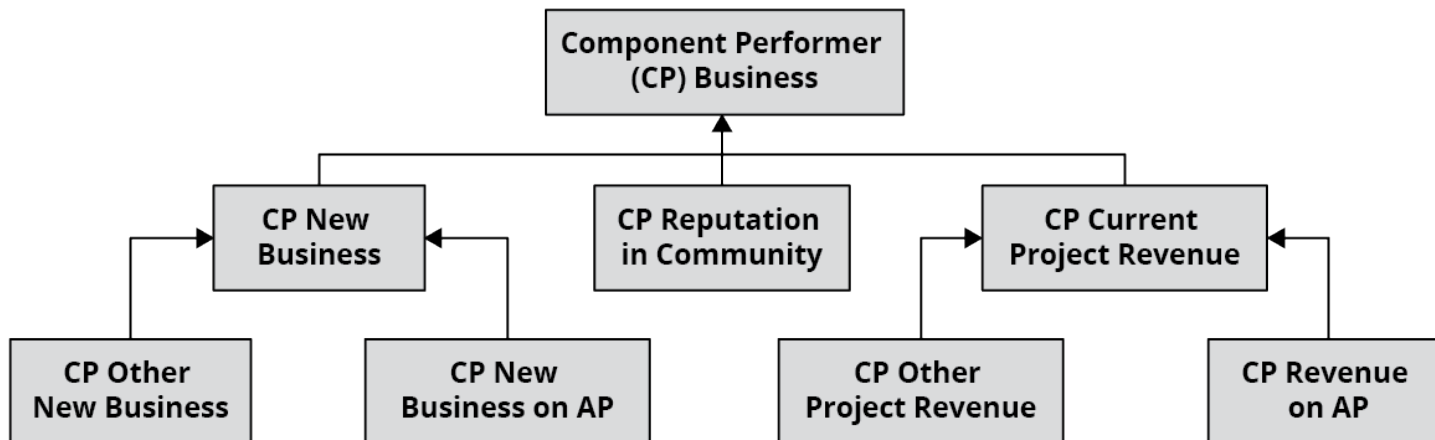 Component Performer
(CP) Business
CP New
Business
CP Reputation
in Community
CP Current
Project Revenue
CP Other
New Business
CP New
Business on AP
CP Other
Project Revenue
CP Revenue
on AP